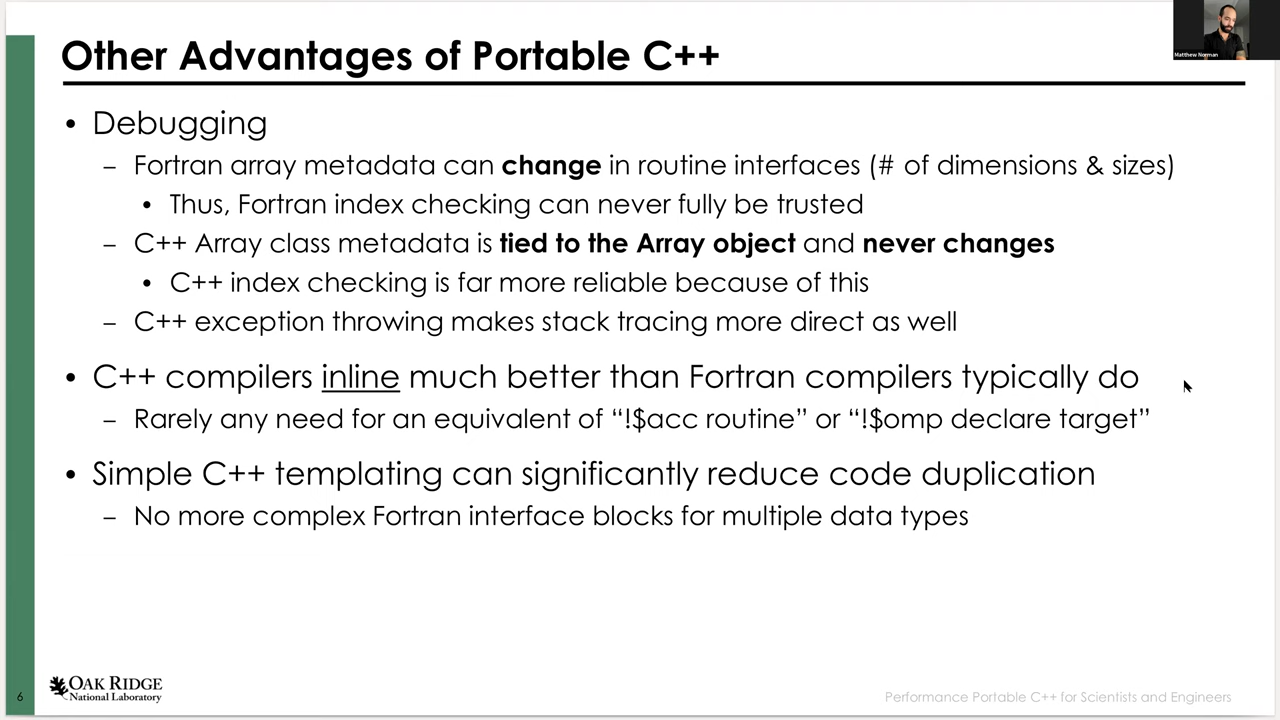 Other Advantages of Portable C++
Matthew Norman
• Debugging
– Fortran array metadata can change in routine interfaces (# of dimensions & sizes)
• Thus, Fortran index checking can never fully be trusted
– C++ Array class metadata is tied to the Array object and never changes
• C++ index checking is far more reliable because of this
– C++ exception throwing makes stack tracing more direct as well
• C++ compilers inline much better than Fortran compilers typically do
– Rarely any need for an equivalent of “!$acc routine” or “!$omp declare target”
• Simple C++ templating can significantly reduce code duplication
– No more complex Fortran interface blocks for multiple data types
6
OAK RIDGE
National Laboratory
Performance Portable C++ for Scientists and Engineers